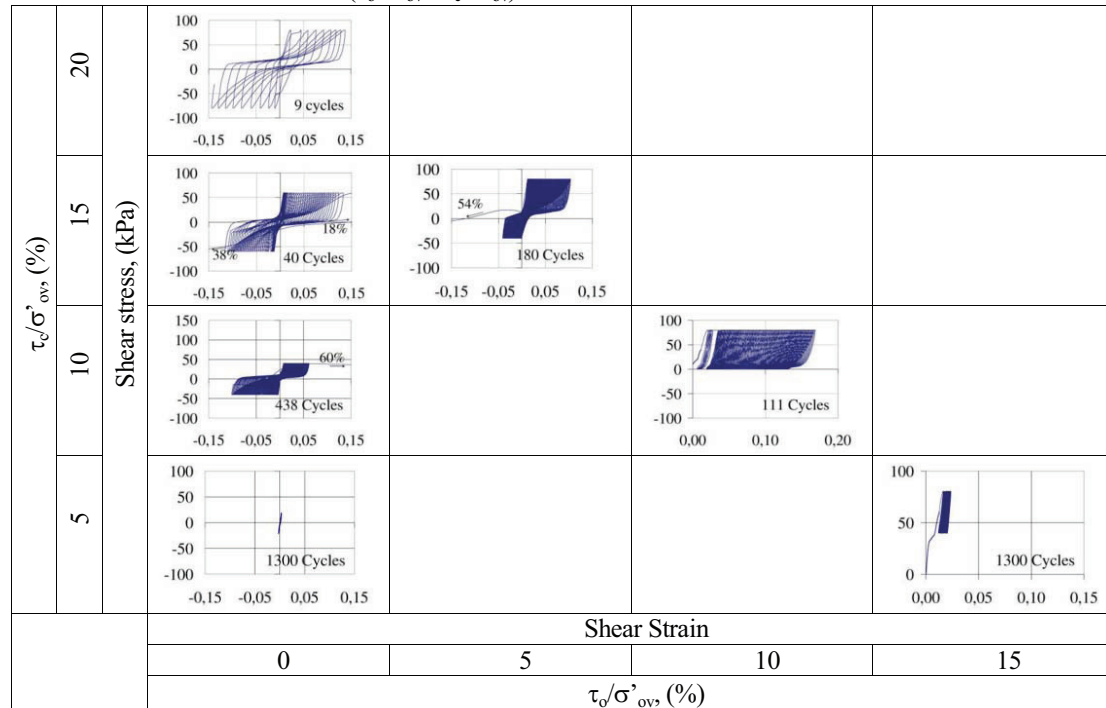 20
100
50
0
-50
-100
9 cycles
-0,15 -0,05 0,05 0,15
15
100
50
0
-50
-100
18%
38%
40 Cycles
-0,15 -0,05 0,05 0,15
100
50
0
-50
-100
54%
180 Cycles
-0,15 -0,05 0,05 0,15
τc/σ'ov, (%)
Shear stress, (kPa)
10
150
100
50
0
-50
-100
60%
438 Cycles
-0,15 -0,05 0,05 0,15
100
50
0
-50
-100
111 Cycles
0,00 0,10 0,20
5
100
50
0
-50
-100
1300 Cycles
-0,15 -0,05 0,05 0,15
100
50
0
1300 Cycles
0,00 0,05 0,10 0,15
Shear Strain
0 5 10 15
τo/σ'ov, (%)